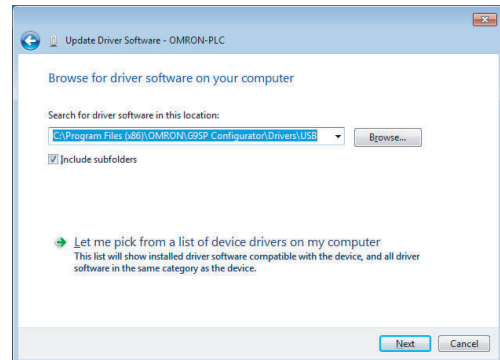 Update Driver Software - OMRON-PLC
Browse for driver software on your computer
Search for driver software in this location:
C:\Program Files (x86)\OMRON\G9SP Configurator\Drivers\USB
Browse...
Include subfolders
Let me pick from a list of device drivers on my computer
This list will show installed driver software compatible with the device, and all driver
software in the same category as the device.
Next
Cancel